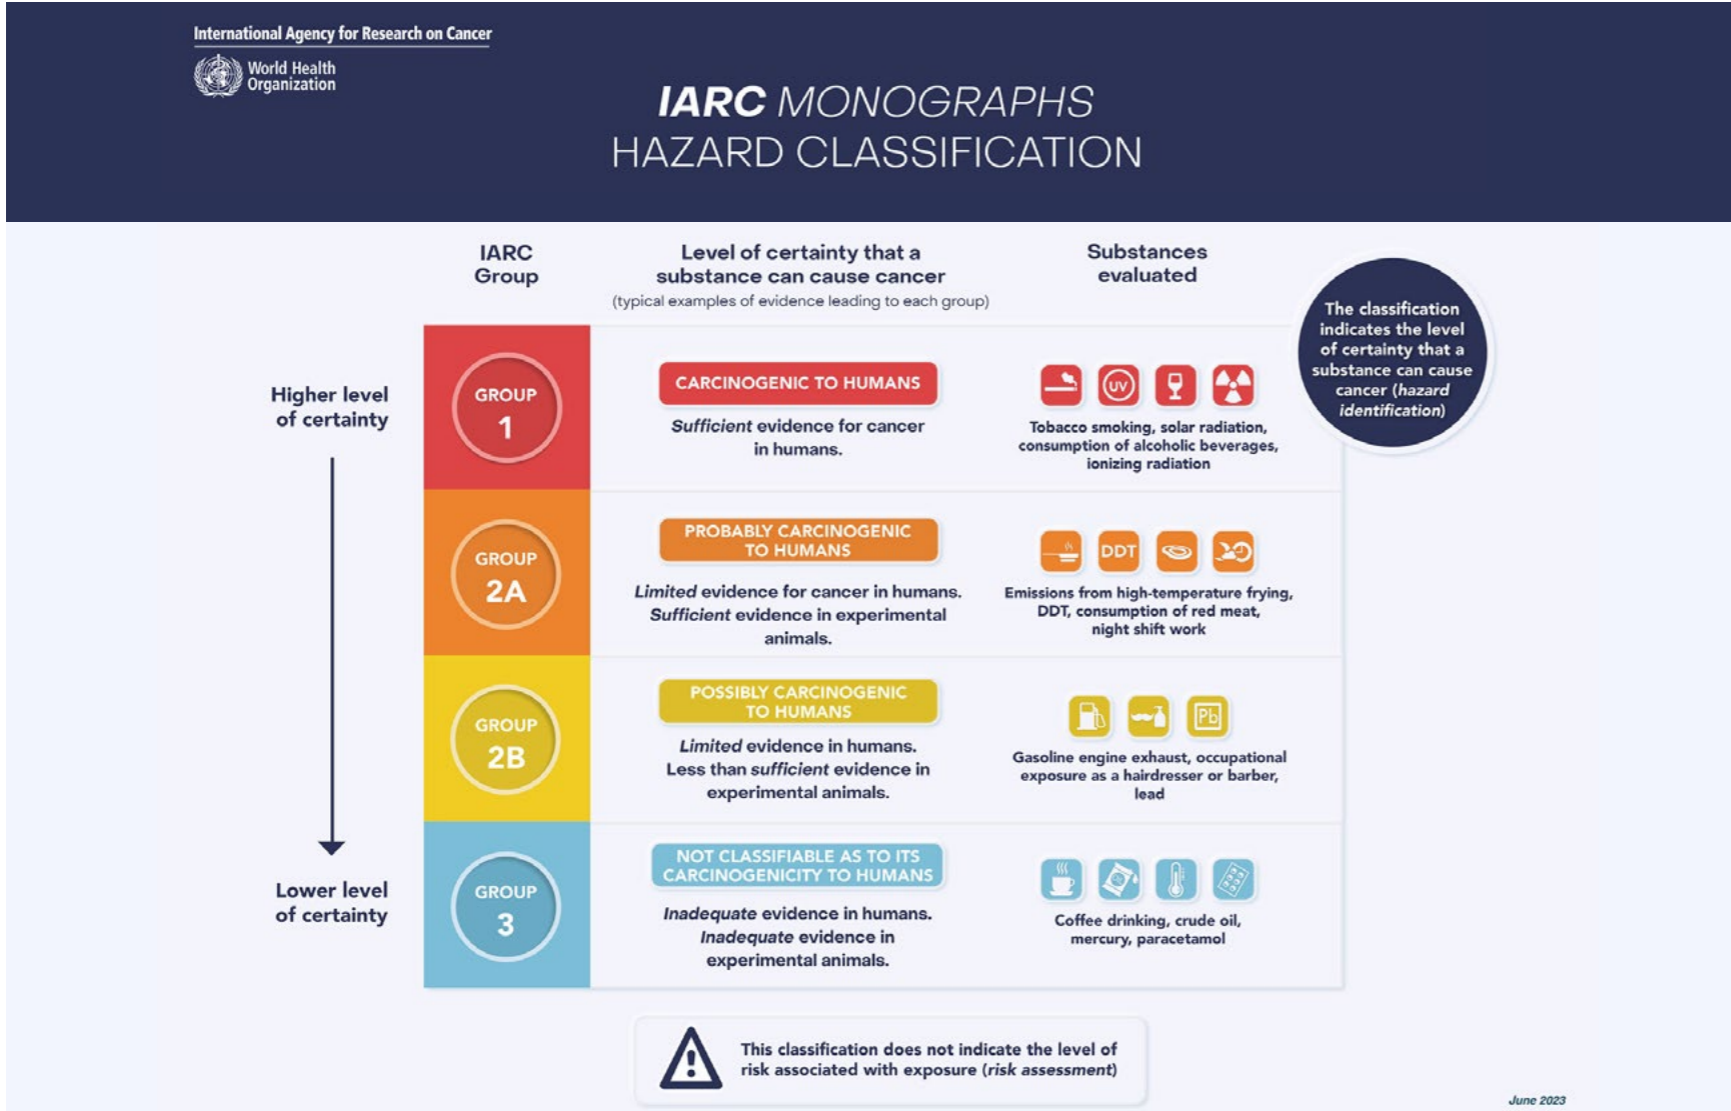 International Agency for Research on Cancer
World Health
Organization
IARC MONOGRAPHS
HAZARD CLASSIFICATION
IARC
Group
Level of certainty that a
substance can cause cancer
(typical examples of evidence leading to each group)
Substances
evaluated
The classification
indicates the level
of certainty that a
substance can cause
cancer (hazard
identification)
Higher level
of certainty
GROUP
1
CARCINOGENIC TO HUMANS
Sufficient evidence for cancer
in humans.
UV
Tobacco smoking, solar radiation,
consumption of alcoholic beverages,
ionizing radiation
GROUP
2A
PROBABLY CARCINOGENIC
TO HUMANS
Limited evidence for cancer in humans.
Sufficient evidence in experimental
animals.
DDT
Emissions from high-temperature frying,
DDT, consumption of red meat,
night shift work
GROUP
2B
POSSIBLY CARCINOGENIC
TO HUMANS
Limited evidence in humans.
Less than sufficient evidence in
experimental animals.
Pb
Gasoline engine exhaust, occupational
exposure as a hairdresser or barber,
lead
Lower level
of certainty
GROUP
3
NOT CLASSIFIABLE AS TO ITS
CARCINOGENICITY TO HUMANS
Inadequate evidence in humans.
Inadequate evidence in
experimental animals.
Coffee drinking, crude oil,
mercury, paracetamol
This classification does not indicate the level of
risk associated with exposure (risk assessment)
June 2023